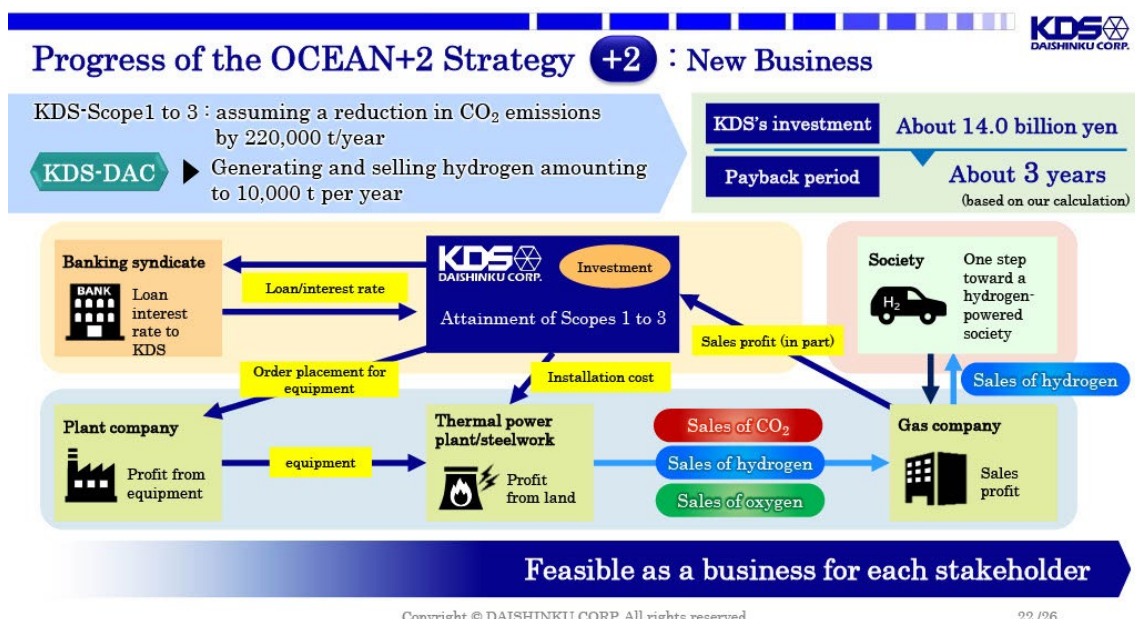 KDS
DAISHINKU CORP.
Progress of the OCEAN+2 Strategy +2 : New Business
KDS-Scope1 to 3 : assuming a reduction in CO₂ emissions
by 220,000 t/year
KDS-DAC ▶ Generating and selling hydrogen amounting
to 10,000 t per year
KDS's investment About 14.0 billion yen
Payback period About 3 years
(based on our calculation)
Banking syndicate
BANK
Loan
interest
rate to
KDS
Loan/interest rate
KDS
DAISHINKU CORP.
Investment
Attainment of Scopes 1 to 3
Society
H₂
One step
toward a
hydrogen-
powered
society
Sales profit (in part)
Order placement for
equipment
Installation cost
Sales of hydrogen
Plant company
Profit from
equipment
equipment
Thermal power
plant/steelwork
Profit
from land
Sales of CO₂
Sales of hydrogen
Sales of oxygen
Gas company
Sales
profit
Feasible as a business for each stakeholder
Copyright © DAISHINKU CORP. All rights reserved
22 /26